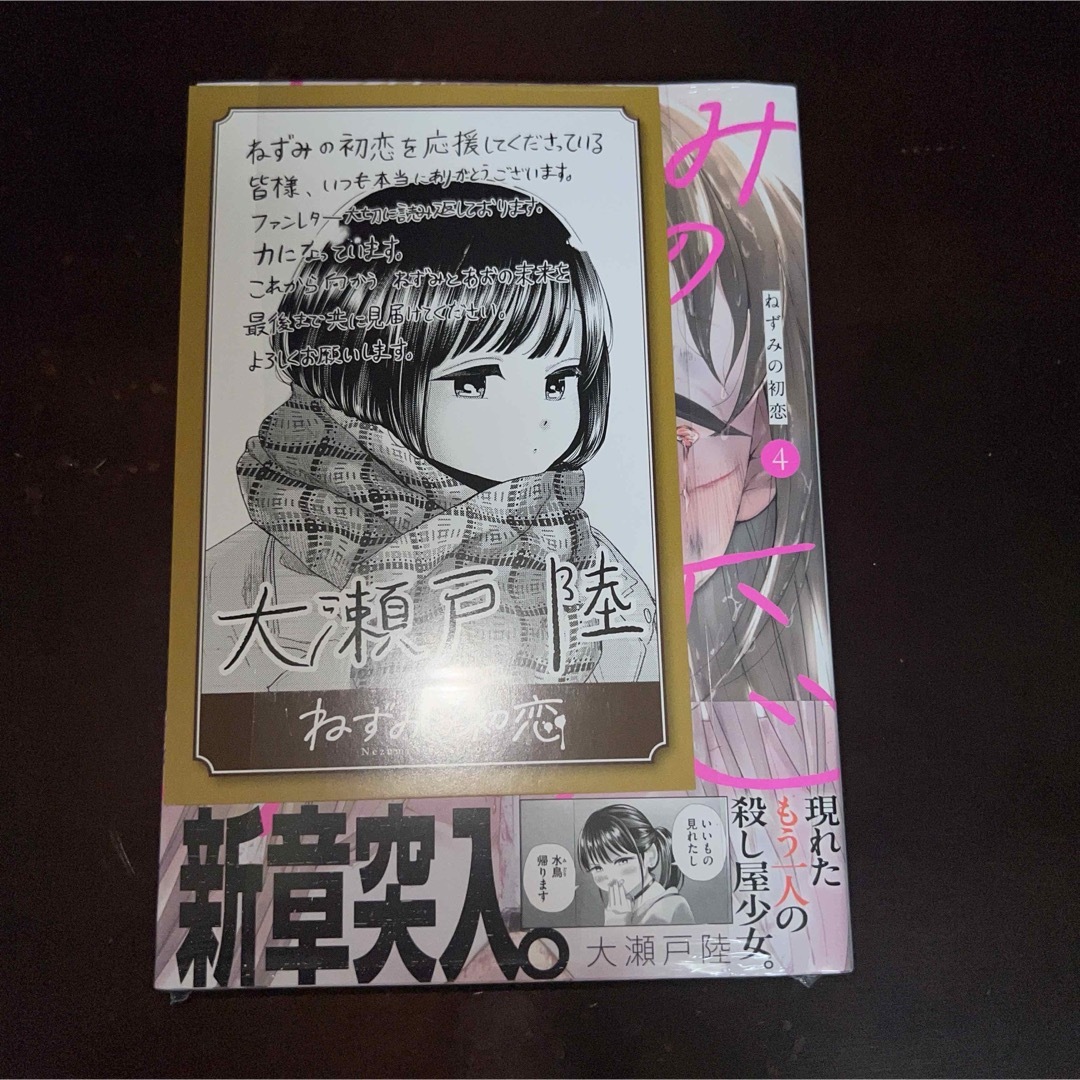 ねずみの初恋を応援してくださっている
皆様、いつも本当にありがとうございます。
ファンレター大切に読み返しております。
力になっています。
これから向かう ねずみとあおの未来を
最後まで共に見届けてください。
よろしくお願いします。
大瀬戸陸。
ねずみ 初恋
Nezum
みの
ねずみの初恋
4
現れた
もう一人の
殺し屋少女。
新章突入。
いいもの
見れたし
水鳥
帰ります
大瀬戸陸